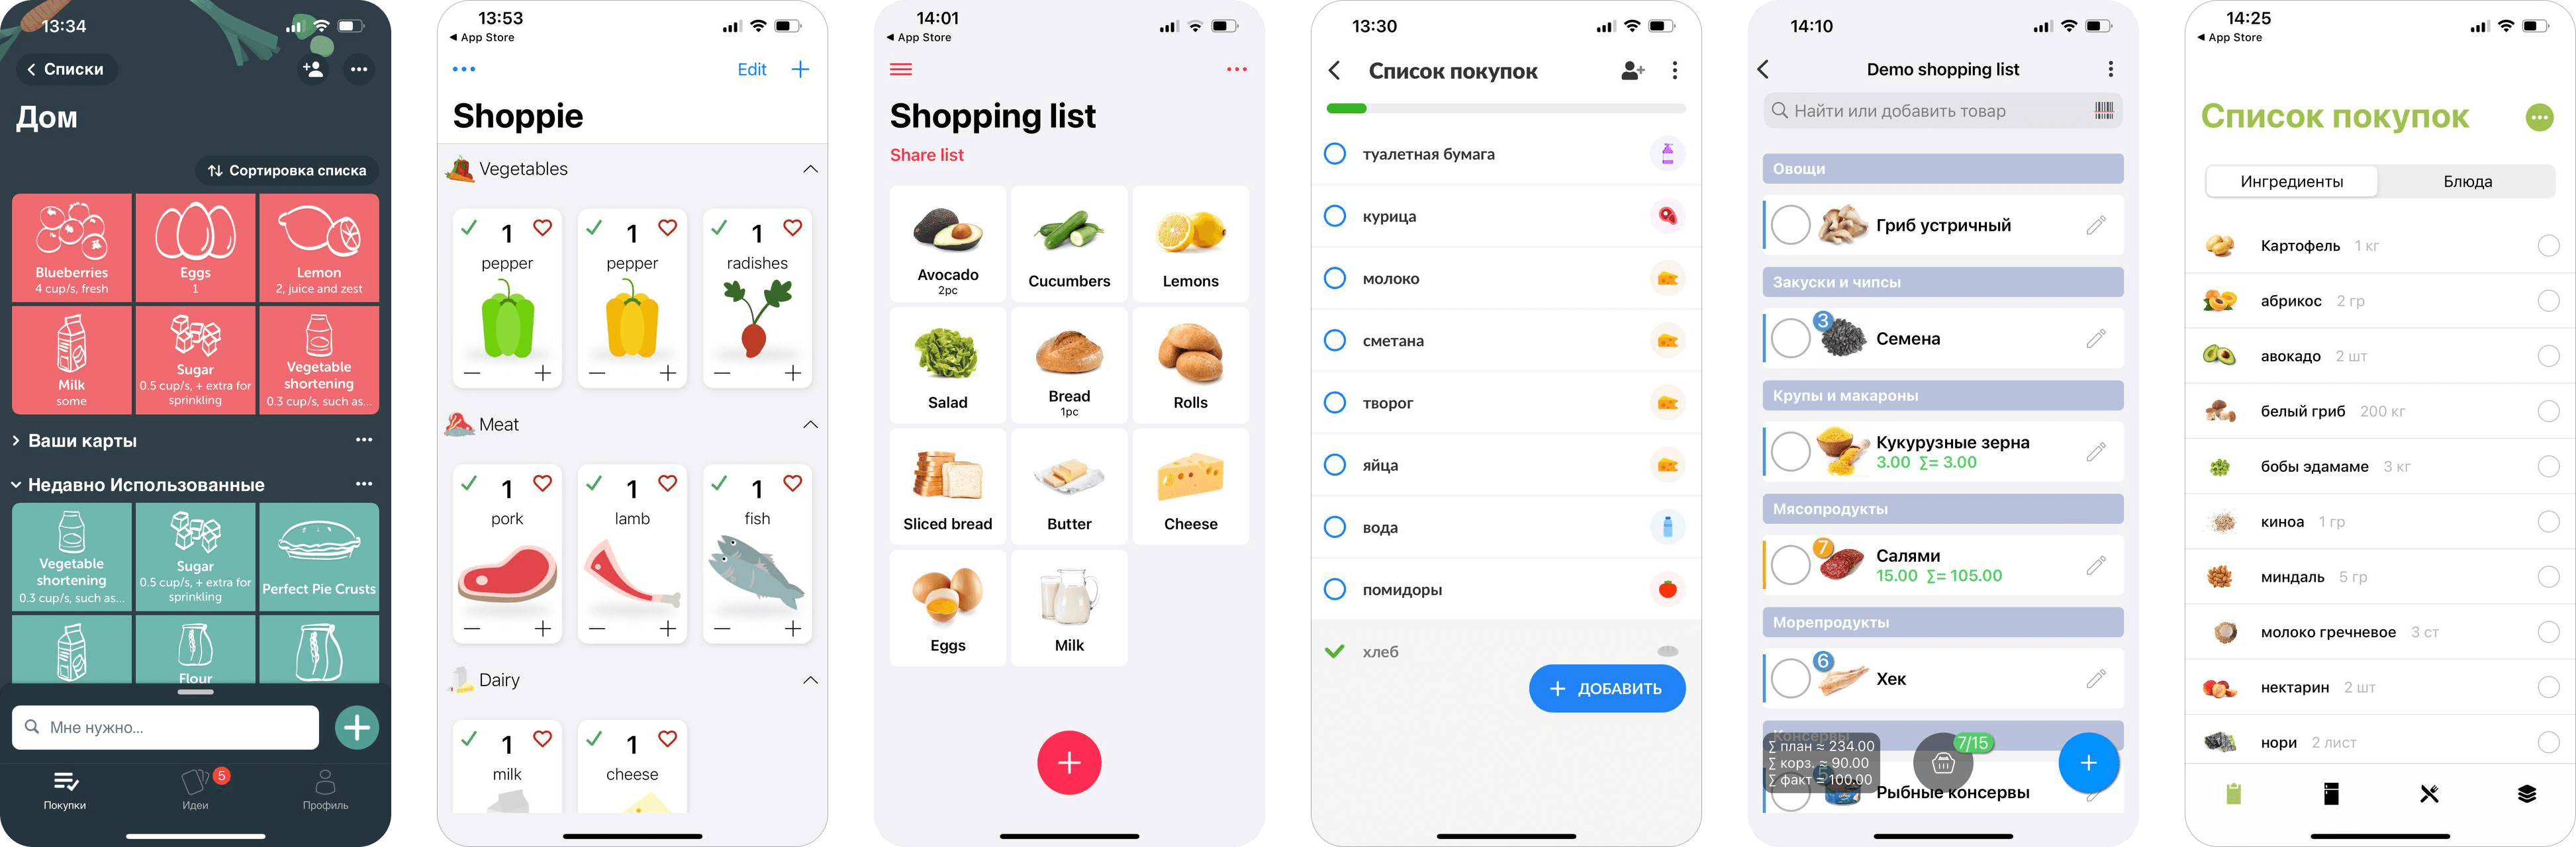 13:34
Списки
Дом
Сортировка списка
Blueberries
4 cup/s, fresh
Eggs
1
Lemon
2, juice and zest
Milk
some
Sugar
0.5 cup/s, + extra for
sprinkling
Vegetable
shortening
0.3 cup/s, such as...
Ваши карты
Недавно Использованные
Vegetable
shortening
0.3 cup/s, such as...
Sugar
0.5 cup/s, + extra for
sprinkling
Perfect Pie Crusts
Flour
Мне нужно...
Покупки
5
Идеи
Профиль
13:53
App Store
Edit
Shoppie
Vegetables
1
pepper
1
pepper
1
radishes
Meat
1
pork
1
lamb
1
fish
Dairy
1
milk
1
cheese
14:01
App Store
Shopping list
Share list
Avocado
2pc
Cucumbers
Lemons
Salad
Bread
1pc
Rolls
Sliced bread
Butter
Cheese
Eggs
Milk
13:30
Список покупок
туалетная бумага
курица
молоко
сметана
творог
яйца
вода
помидоры
хлеб
+ ДОБАВИТЬ
14:10
Demo shopping list
Найти или добавить товар
Овощи
Гриб устричный
Закуски и чипсы
3
Семена
Крупы и макароны
Кукурузные зерна
3.00 Σ= 3.00
Мясопродукты
7
Салями
15.00 Σ= 105.00
Морепродукты
6
Хек
Консервы
Σ план ≈ 234.00
Σ корз. ≈ 90.00
Σ факт = 100.00
7/15
Рыбные консервы
14:25
App Store
Список покупок
Ингредиенты
Блюда
Картофель 1 кг
абрикос 2 гр
авокадо 2 шт
белый гриб 200 кг
бобы эдамаме 3 кг
киноа 1 гр
миндаль 5 гр
молоко гречневое 3 ст
нектарин 2 шт
нори 2 лист